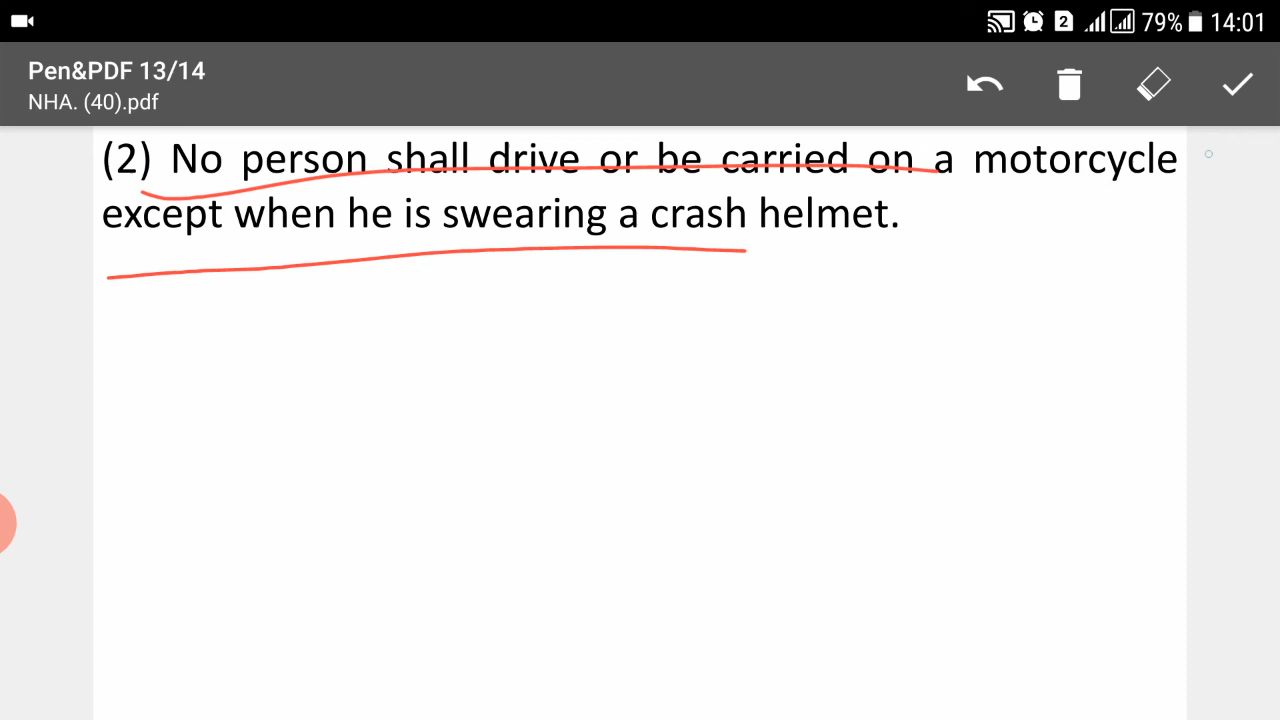 2 79% 14:01
Pen&PDF 13/14
NHA. (40).pdf
(2) No person shall drive or be carried on a motorcycle
except when he is swearing a crash helmet.